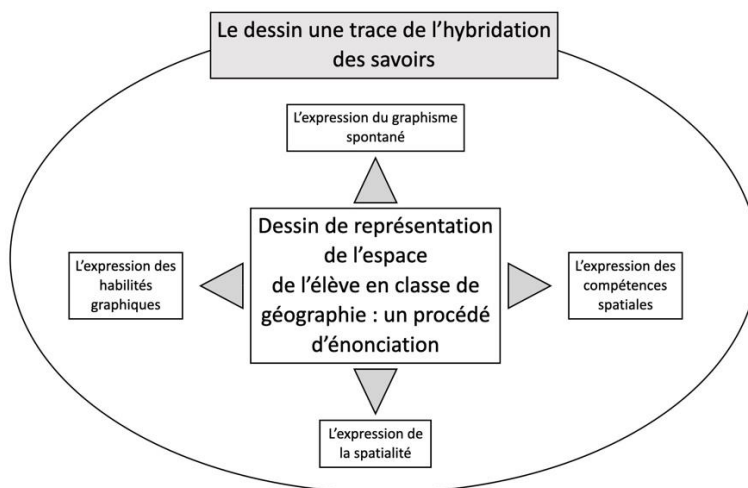 Le dessin une trace de l’hybridation
des savoirs
L’expression du graphisme
spontané
Dessin de représentation
de l’espace
de l’élève en classe de
géographie : un procédé
d’énonciation
L’expression des
habilités
graphiques
L’expression des
compétences
spatiales
L’expression de
la spatialité